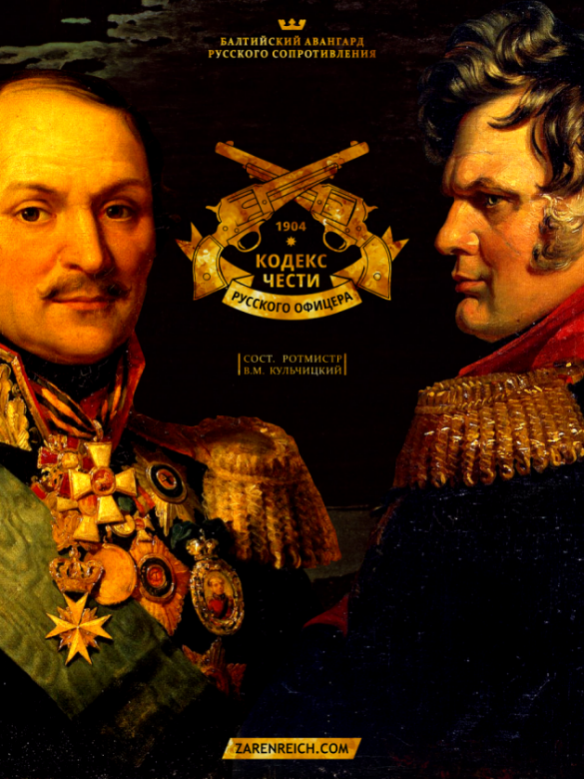 БАЛТИЙСКИЙ АВАНГАРД
РУССКОГО СОПРОТИВЛЕНИЯ
1904
КОДЕКС
ЧЕСТИ
РУССКОГО ОФИЦЕРА
СОСТ. РОТМИСТР
В.М. КУЛЬЧИЦКИЙ
ZARENREICH.COM